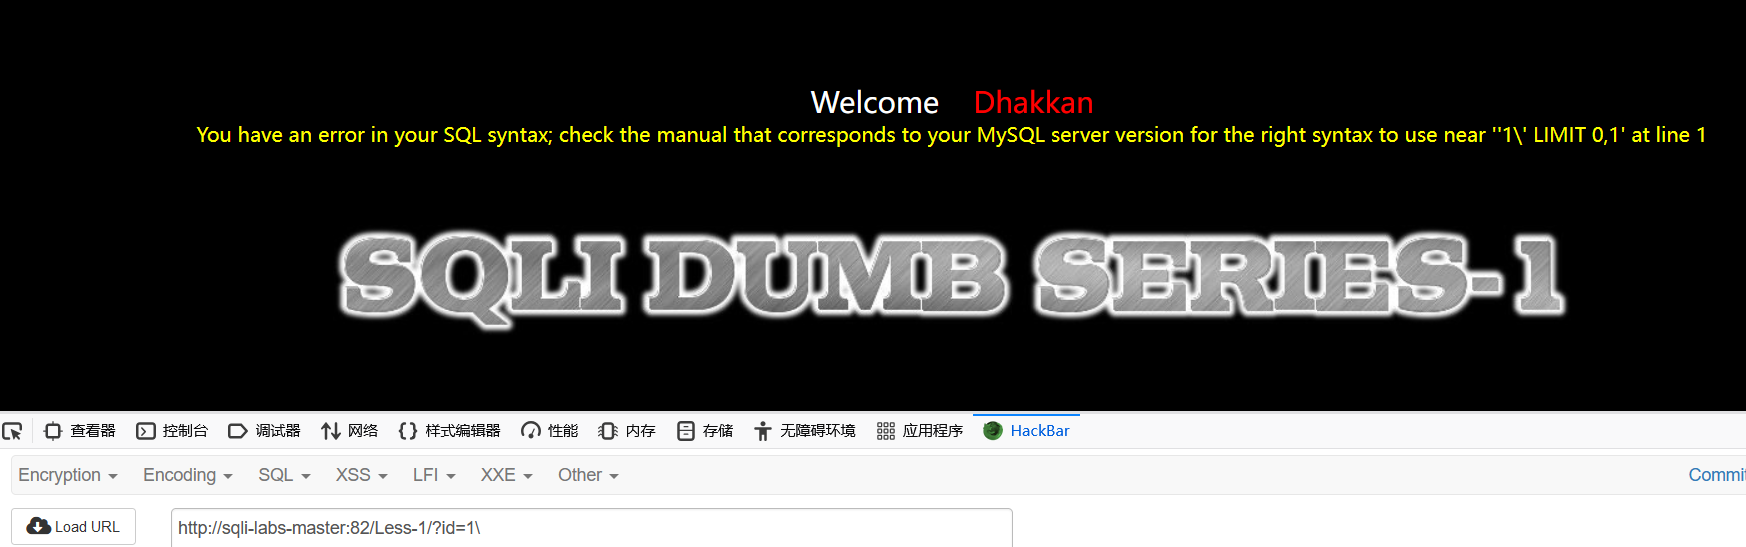 Welcome Dhakkan
You have an error in your SQL syntax; check the manual that corresponds to your MySQL server version for the right syntax to use near ''1\' LIMIT 0,1' at line 1
SQLI DUMB SERIES-1
查看器 控制台 调试器 网络 样式编辑器 性能 内存 存储 无障碍环境 应用程序 HackBar
Encryption Encoding SQL XSS LFI XXE Other Commit
Load URL http://sqli-labs-master:82/Less-1/?id=1\